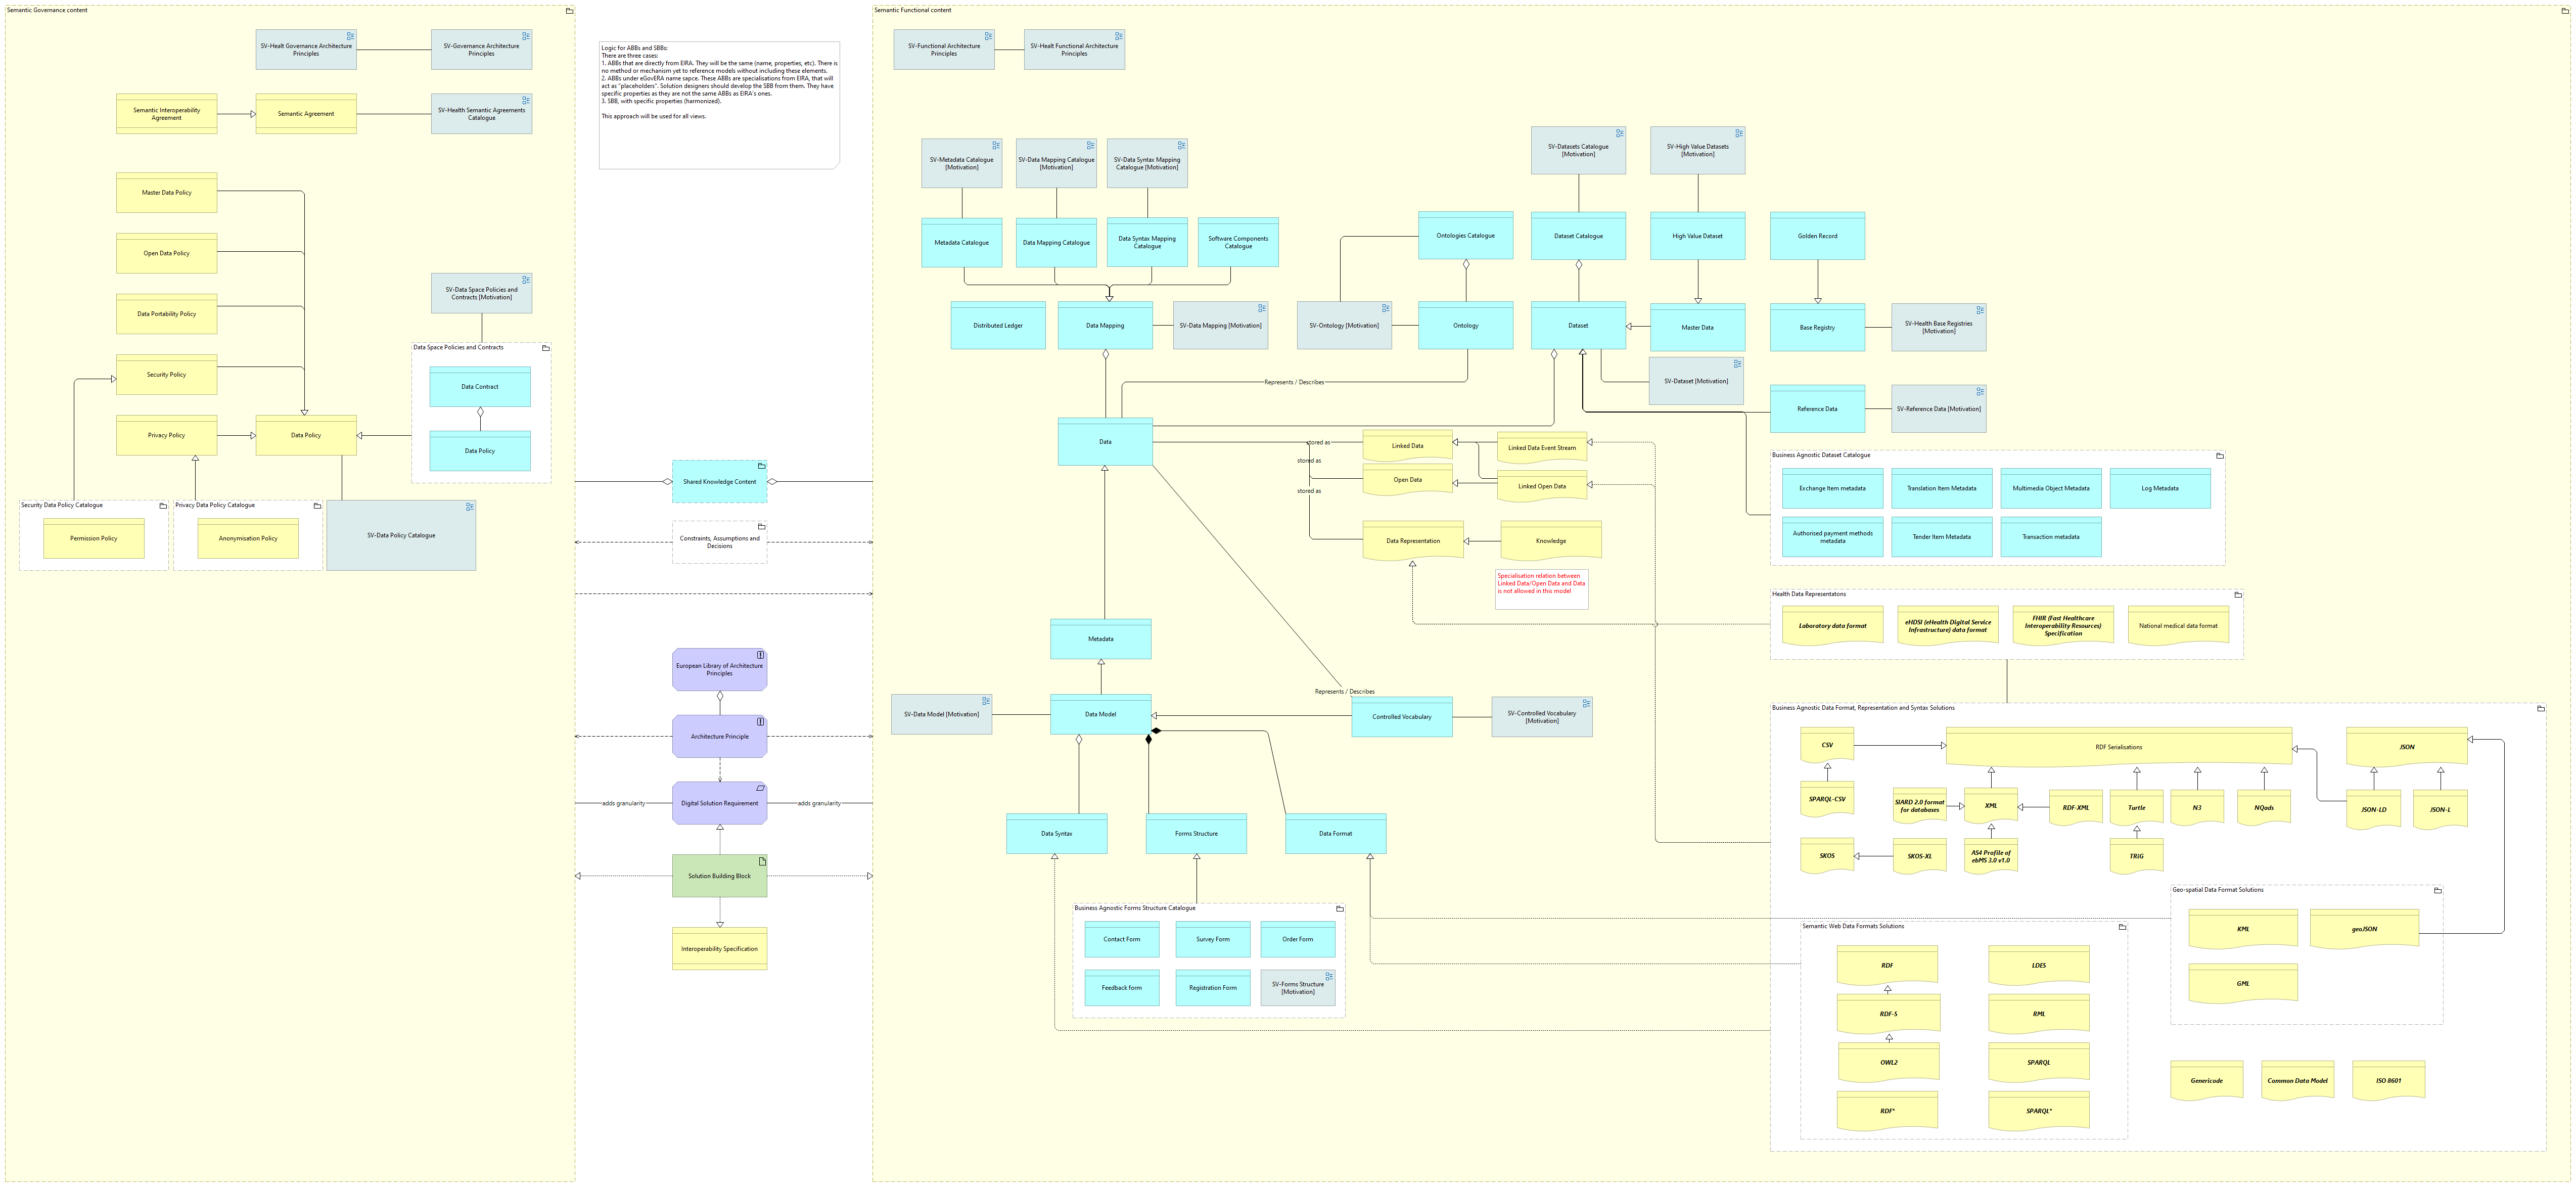 Semantic Governance content
SV-Healt Governance Architecture
Principles
SV-Governance Architecture
Principles
Semantic Interoperability
Agreement
Semantic Agreement
SV-Health Semantic Agreements
Catalogue
Master Data Policy
Open Data Policy
Data Portability Policy
Security Policy
Privacy Policy
Data Policy
SV-Data Space Policies and
Contracts [Motivation]
Data Space Policies and Contracts
Data Contract
Data Policy
Security Data Policy Catalogue
Permission Policy
Privacy Data Policy Catalogue
Anonymisation Policy
SV-Data Policy Catalogue
Logic for ABBs and SBBs:
There are three cases:
1. ABBs that are directly from EIRA. They will be the same (name, properties, etc). There is
no method or mechanism yet to reference models without including these elements.
2. ABBs under eGovERA name sapce. These ABBs are specialisations from EIRA, that will
act as "placeholders". Solution designers should develop the SBB from them. They have
specific properties as they are not the same ABBs as EIRA's ones.
3. SBB, with specific properties (harmonized).
This approach will be used for all views.
Shared Knowledge Content
Constraints, Assumptions and
Decisions
European Library of Architecture
Principles
Architecture Principle
Digital Solution Requirement
adds granularity
adds granularity
Solution Building Block
Interoperability Specification
Semantic Functional content
SV-Functional Architecture
Principles
SV-Healt Functional Architecture
Principles
SV-Metadata Catalogue
[Motivation]
SV-Data Mapping Catalogue
[Motivation]
SV-Data Syntax Mapping
Catalogue [Motivation]
SV-Datasets Catalogue
[Motivation]
SV-High Value Datasets
[Motivation]
Metadata Catalogue
Data Mapping Catalogue
Data Syntax Mapping
Catalogue
Software Components
Catalogue
Ontologies Catalogue
Dataset Catalogue
High Value Dataset
Golden Record
Distributed Ledger
Data Mapping
SV-Data Mapping [Motivation]
SV-Ontology [Motivation]
Ontology
Dataset
Master Data
Base Registry
SV-Health Base Registries
[Motivation]
Represents / Describes
SV-Dataset [Motivation]
Reference Data
SV-Reference Data [Motivation]
Data
stored as
stored as
stored as
Linked Data
Linked Data Event Stream
Open Data
Linked Open Data
Data Representation
Knowledge
Specialisation relation between
Linked Data/Open Data and Data
is not allowed in this model
Business Agnostic Dataset Catalogue
Exchange Item metadata
Translation Item Metadata
Multimedia Object Metadata
Log Metadata
Authorised payment methods
metadata
Tender Item Metadata
Transaction metadata
Health Data Representatons
Laboratory data format
eHDSI (eHealth Digital Service
Infrastructure) data format
FHIR (Fast Healthcare
Interoperability Resources)
Specification
National medical data format
Metadata
Represents / Describes
SV-Data Model [Motivation]
Data Model
Controlled Vocabulary
SV-Controlled Vocabulary
[Motivation]
Data Syntax
Forms Structure
Data Format
Business Agnostic Forms Structure Catalogue
Contact Form
Survey Form
Order Form
Feedback form
Registration Form
SV-Forms Structure
[Motivation]
Business Agnostic Data Format, Representation and Syntax Solutions
CSV
RDF Serialisations
JSON
SPARQL-CSV
SIARD 2.0 format
for databases
XML
RDF-XML
Turtle
N3
NQads
JSON-LD
JSON-L
SKOS
SKOS-XL
AS4 Profile of
ebMS 3.0 v1.0
TRiG
Geo-spatial Data Format Solutions
KML
geoJSON
GML
Semantic Web Data Formats Solutions
RDF
LDES
RDF-S
RML
OWL2
SPARQL
RDF*
SPARQL*
Genericode
Common Data Model
ISO 8601